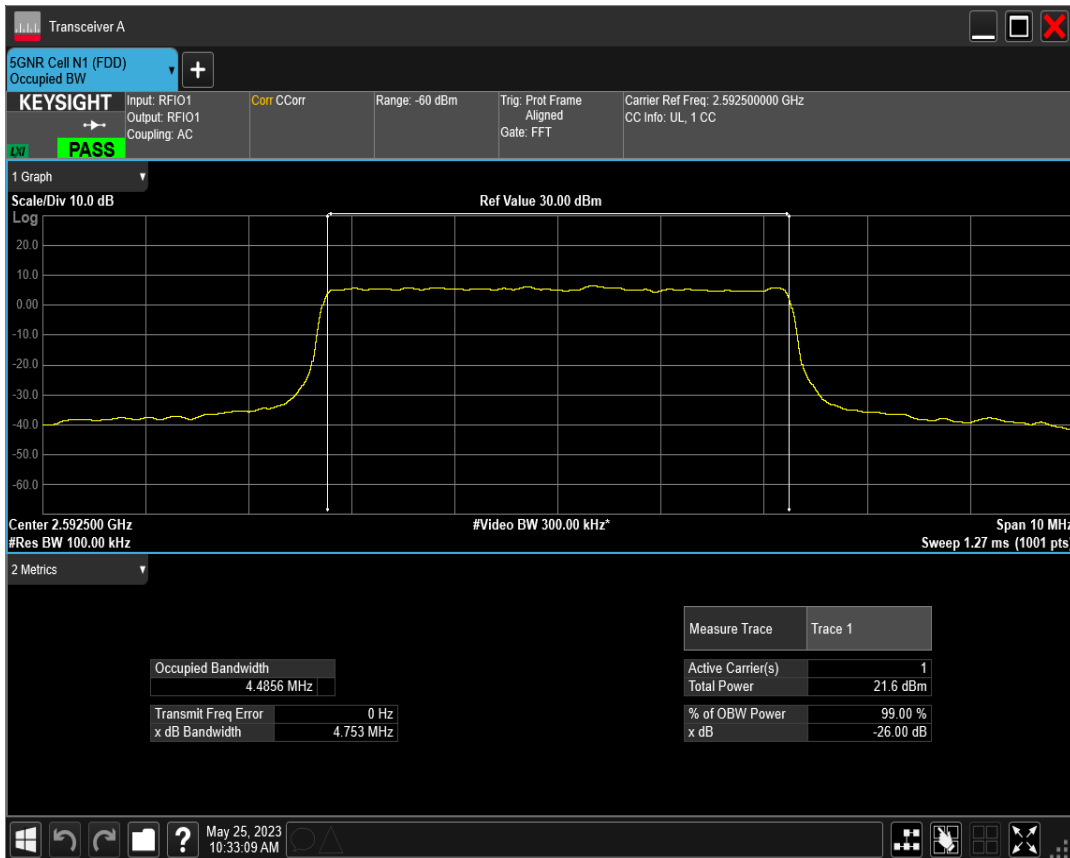 Transceiver A
5GNR Cell N1 (FDD)
Occupied BW
+
KEYSIGHT
LXI
PASS
Input: RFIO1
Output: RFIO1
Coupling: AC
Corr CCorr
Range: -60 dBm
Trig: Prot Frame
Aligned
Gate: FFT
Carrier Ref Freq: 2.592500000 GHz
CC Info: UL, 1 CC
1 Graph
Scale/Div 10.0 dB
Ref Value 30.00 dBm
Log
20.0
10.0
0.00
-10.0
-20.0
-30.0
-40.0
-50.0
-60.0
Center 2.592500 GHz
#Video BW 300.00 kHz*
Span 10 MHz
#Res BW 100.00 kHz
Sweep 1.27 ms (1001 pts)
2 Metrics
Measure Trace Trace 1
Occupied Bandwidth
4.4856 MHz
Active Carrier(s) 1
Total Power 21.6 dBm
Transmit Freq Error 0 Hz
x dB Bandwidth 4.753 MHz
% of OBW Power 99.00 %
x dB -26.00 dB
?
May 25, 2023
10:33:09 AM